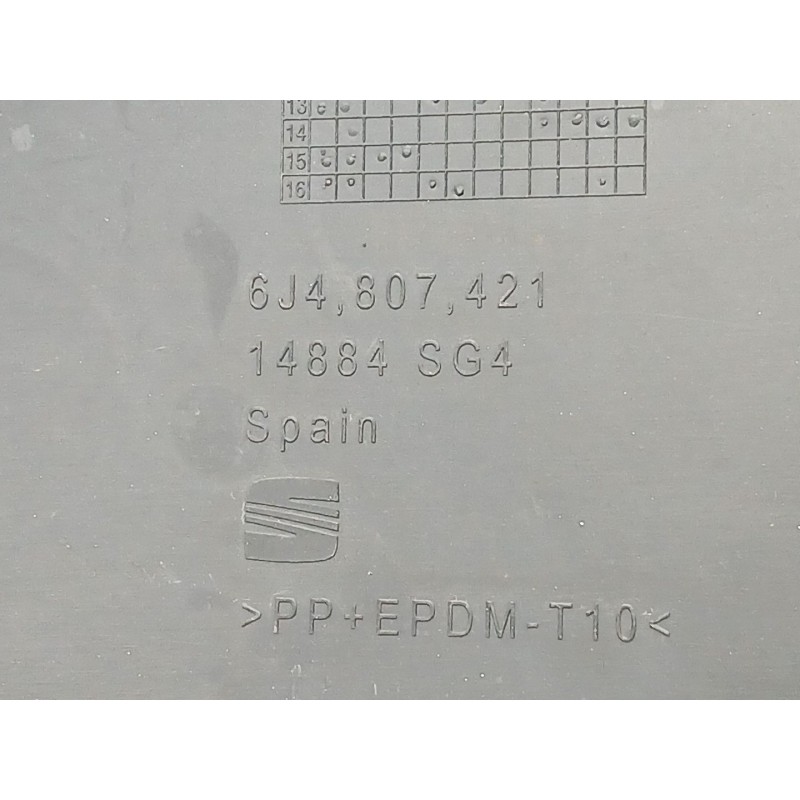 13
14
15
16
6J4,807,421
14884 SG4
Spain
>PP+EPDM-T10<